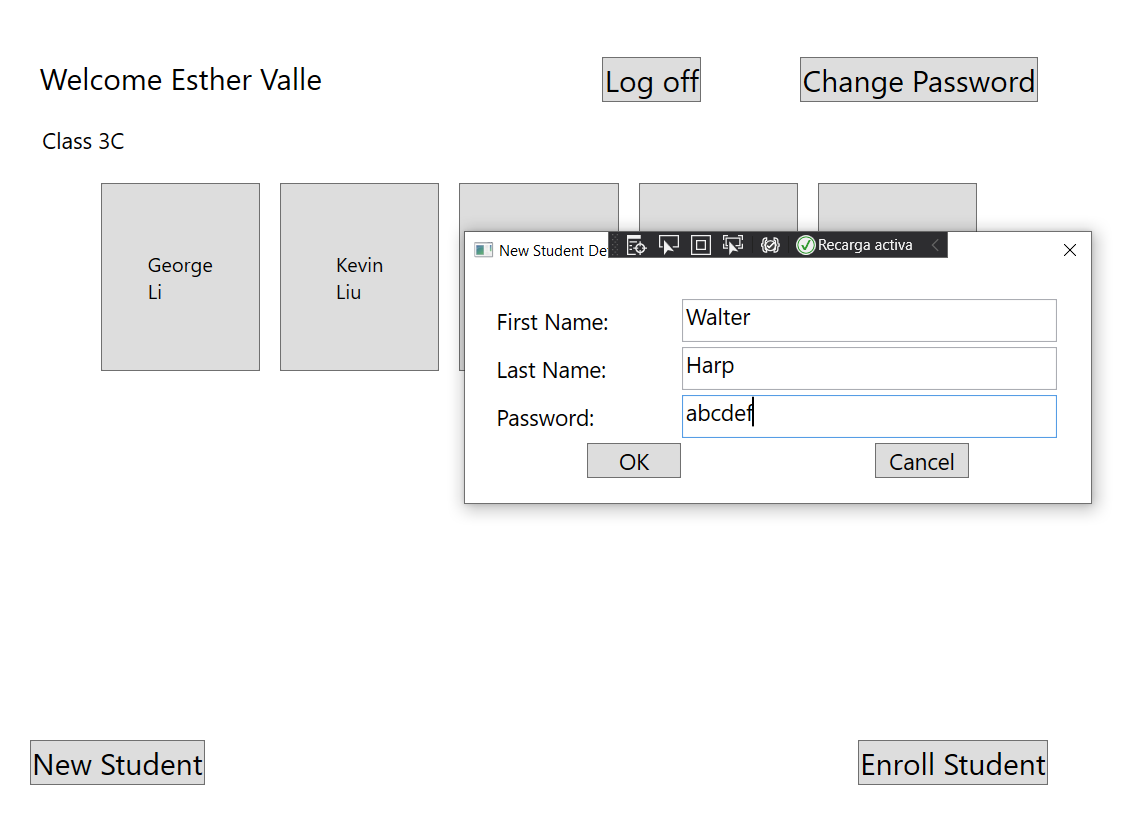 Welcome Esther Valle
Log off
Change Password
Class 3C
George
Li
Kevin
Liu
New Student De
Recarga activa
First Name:
Walter
Last Name:
Harp
Password:
abcdef
OK
Cancel
New Student
Enroll Student